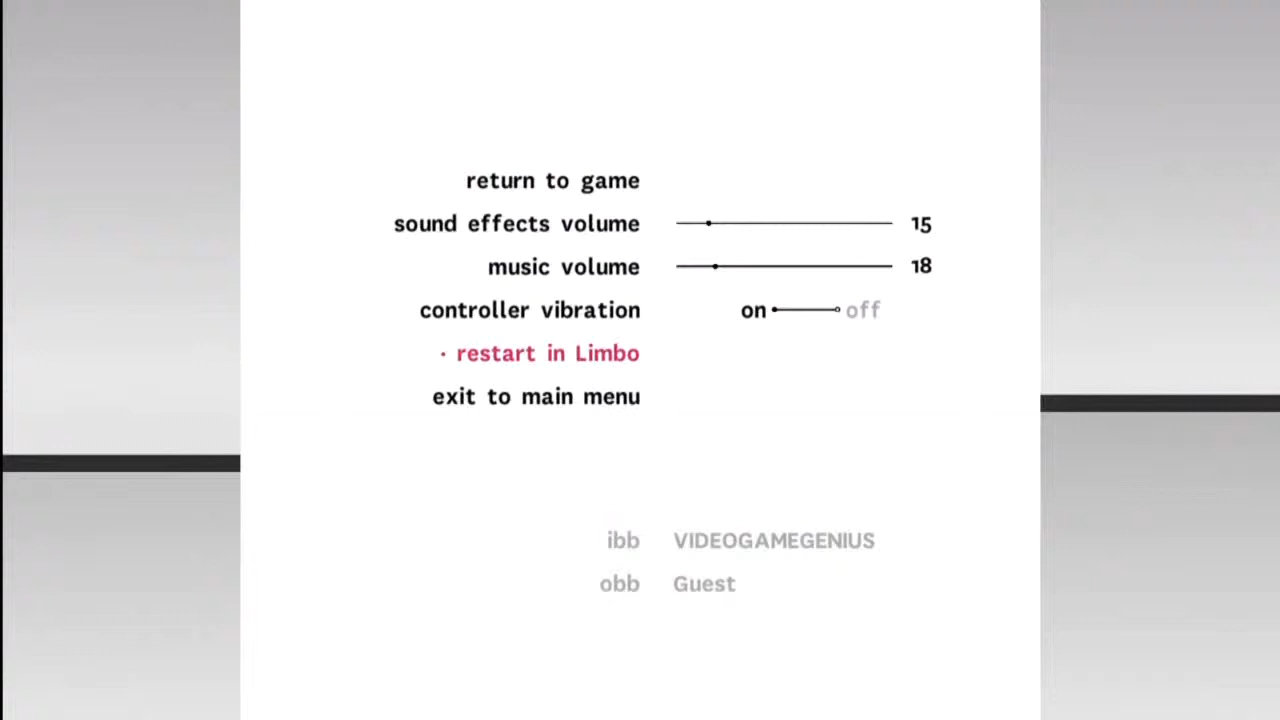 return to game
sound effects volume 15
music volume 18
controller vibration on off
· restart in Limbo
exit to main menu
ibb VIDEOGAMEGENIUS
obb Guest